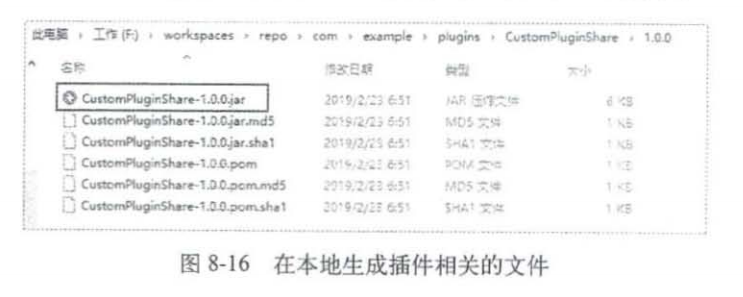 此电脑 › 工作 (F:) › workspaces › repo › com › example › plugins › CustomPluginShare › 1.0.0
名称 修改日期 类型 大小
CustomPluginShare-1.0.0.jar 2019/2/23 6:51 JAR 压缩文件 6 KB
CustomPluginShare-1.0.0.jar.md5 2019/2/23 6:51 MD5 文件 1 KB
CustomPluginShare-1.0.0.jar.sha1 2019/2/23 6:51 SHA1 文件 1 KB
CustomPluginShare-1.0.0.pom 2019/2/23 6:51 POM 文件 1 KB
CustomPluginShare-1.0.0.pom.md5 2019/2/23 6:51 MD5 文件 1 KB
CustomPluginShare-1.0.0.pom.sha1 2019/2/23 6:51 SHA1 文件 1 KB
图 8-16 在本地生成插件相关的文件